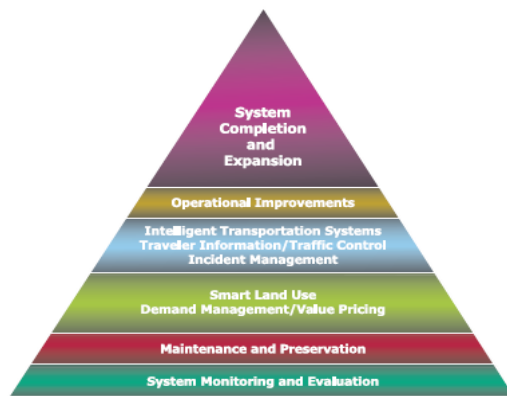 System
Completion
and
Expansion
Operational Improvements
Intelligent Transportation Systems
Traveler Information/Traffic Control
Incident Management
Smart Land Use
Demand Management/Value Pricing
Maintenance and Preservation
System Monitoring and Evaluation